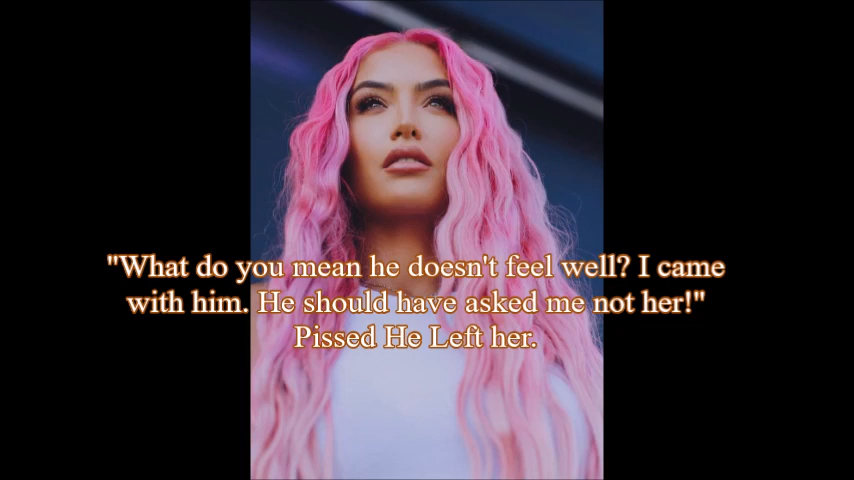 "What do you mean he doesn't feel well? I came
with him. He should have asked me not her!"
Pissed He Left her.